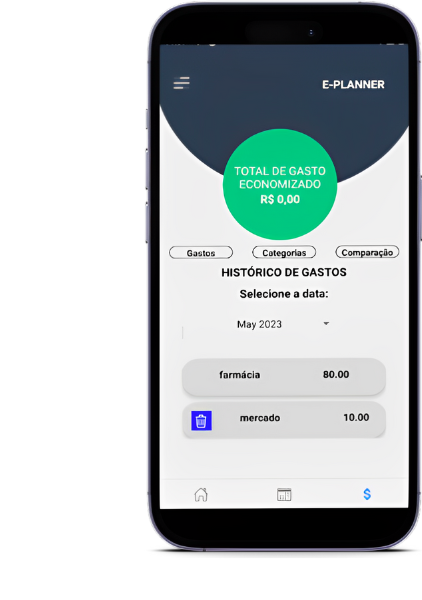 E-PLANNER
TOTAL DE GASTO
ECONOMIZADO
R$ 0,00
Gastos Categorias Comparação
HISTÓRICO DE GASTOS
Selecione a data:
May 2023
farmácia 80.00
mercado 10.00
$